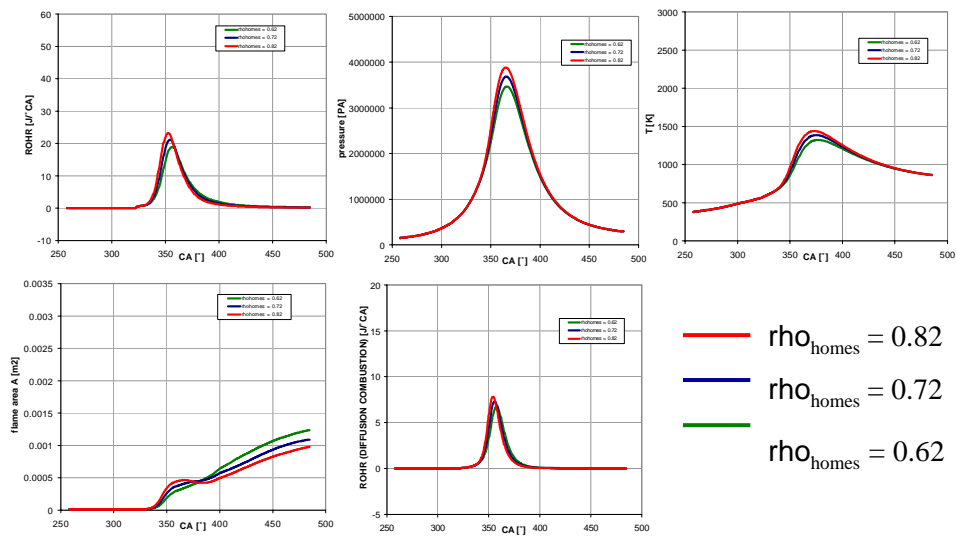 60
50
40
30
20
10
0
-10
ROHR [J/°CA]
250 300 350 400 450 500
CA [°]
rhohomes = 0.62
rhohomes = 0.72
rhohomes = 0.82
5000000
4000000
3000000
2000000
1000000
0
pressure [PA]
250 300 350 400 450 500
CA [°]
rhohomes = 0.62
rhohomes = 0.72
rhohomes = 0.82
3000
2500
2000
1500
1000
500
0
T [K]
250 300 350 400 450 500
CA [°]
rhohomes = 0.62
rhohomes = 0.72
rhohomes = 0.82
0.0035
0.003
0.0025
0.002
0.0015
0.001
0.0005
0
flame area A [m2]
250 300 350 400 450 500
CA [°]
rhohomes = 0.62
rhohomes = 0.72
rhohomes = 0.82
20
15
10
5
0
-5
ROHR (DIFFUSION COMBUSTION) [J/°CA]
250 300 350 400 450 500
CA [°]
rhohomes = 0.62
rhohomes = 0.72
rhohomes = 0.82
rho homes = 0.82
rho homes = 0.72
rho homes = 0.62